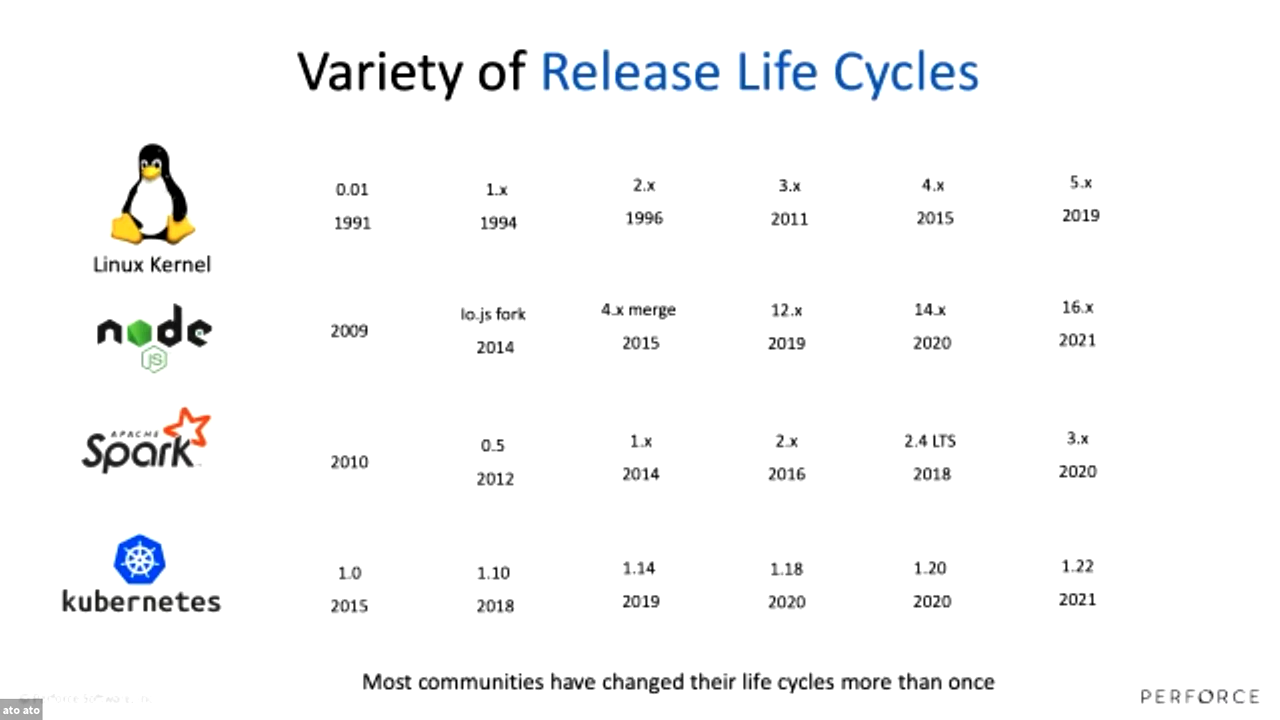 Variety of Release Life Cycles
0.01 1.x 2.x 3.x 4.x 5.x
1991 1994 1996 2011 2015 2019
Linux Kernel
node
JS
Io.js fork 4.x merge 12.x 14.x 16.x
2009 2014 2015 2019 2020 2021
APACHE
Spark
0.5 1.x 2.x 2.4 LTS 3.x
2010 2012 2014 2016 2018 2020
kubernetes
1.0 1.10 1.14 1.18 1.20 1.22
2015 2018 2019 2020 2020 2021
Most communities have changed their life cycles more than once
PERFORCE
© Perforce Software
ato ato